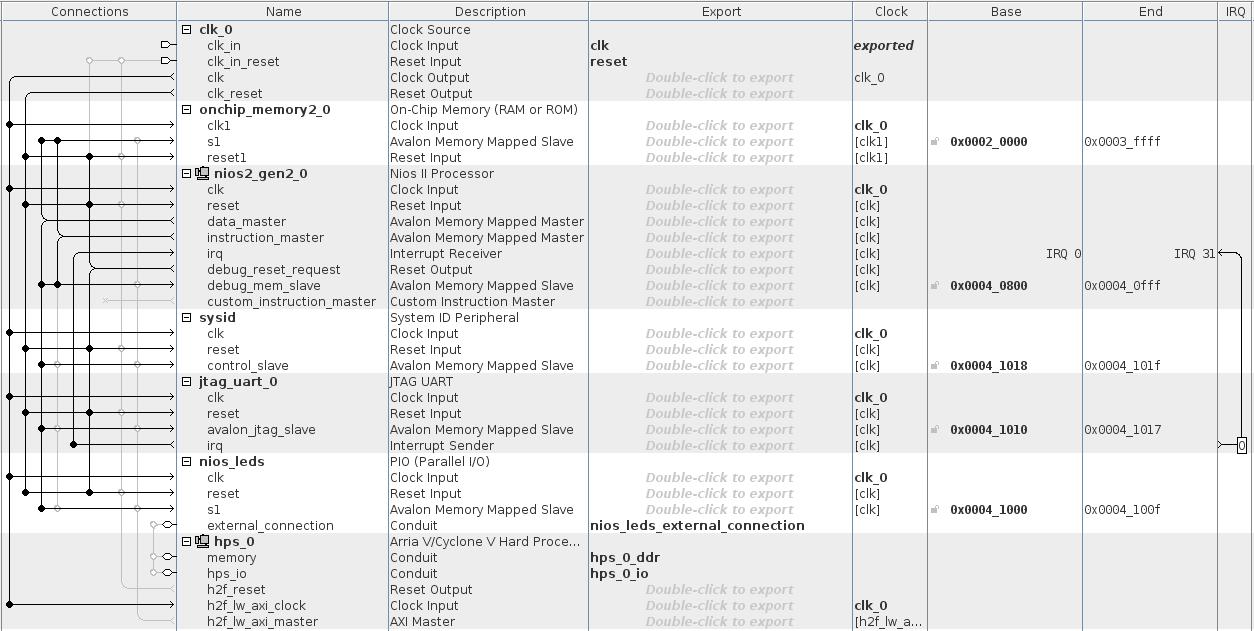 Connections Name Description Export Clock Base End IRQ
clk_0 Clock Source
clk_in Clock Input clk exported
clk_in_reset Reset Input reset
clk Clock Output Double-click to export clk_0
clk_reset Reset Output Double-click to export
onchip_memory2_0 On-Chip Memory (RAM or ROM)
clk1 Clock Input Double-click to export clk_0
s1 Avalon Memory Mapped Slave Double-click to export [clk1] 0x0002_0000 0x0003_ffff
reset1 Reset Input Double-click to export [clk1]
nios2_gen2_0 Nios II Processor
clk Clock Input Double-click to export clk_0
reset Reset Input Double-click to export [clk]
data_master Avalon Memory Mapped Master Double-click to export [clk]
instruction_master Avalon Memory Mapped Master Double-click to export [clk]
irq Interrupt Receiver Double-click to export [clk] IRQ 0 IRQ 31
debug_reset_request Reset Output Double-click to export [clk]
debug_mem_slave Avalon Memory Mapped Slave Double-click to export [clk] 0x0004_0800 0x0004_0fff
custom_instruction_master Custom Instruction Master Double-click to export
sysid System ID Peripheral
clk Clock Input Double-click to export clk_0
reset Reset Input Double-click to export [clk]
control_slave Avalon Memory Mapped Slave Double-click to export [clk] 0x0004_1018 0x0004_101f
jtag_uart_0 JTAG UART
clk Clock Input Double-click to export clk_0
reset Reset Input Double-click to export [clk]
avalon_jtag_slave Avalon Memory Mapped Slave Double-click to export [clk] 0x0004_1010 0x0004_1017
irq Interrupt Sender Double-click to export [clk] 0
nios_leds PIO (Parallel I/O)
clk Clock Input Double-click to export clk_0
reset Reset Input Double-click to export [clk]
s1 Avalon Memory Mapped Slave Double-click to export [clk] 0x0004_1000 0x0004_100f
external_connection Conduit nios_leds_external_connection
hps_0 Arria V/Cyclone V Hard Proce...
memory Conduit hps_0_ddr
hps_io Conduit hps_0_io
h2f_reset Reset Output Double-click to export
h2f_lw_axi_clock Clock Input Double-click to export clk_0
h2f_lw_axi_master AXI Master Double-click to export [h2f_lw_a...